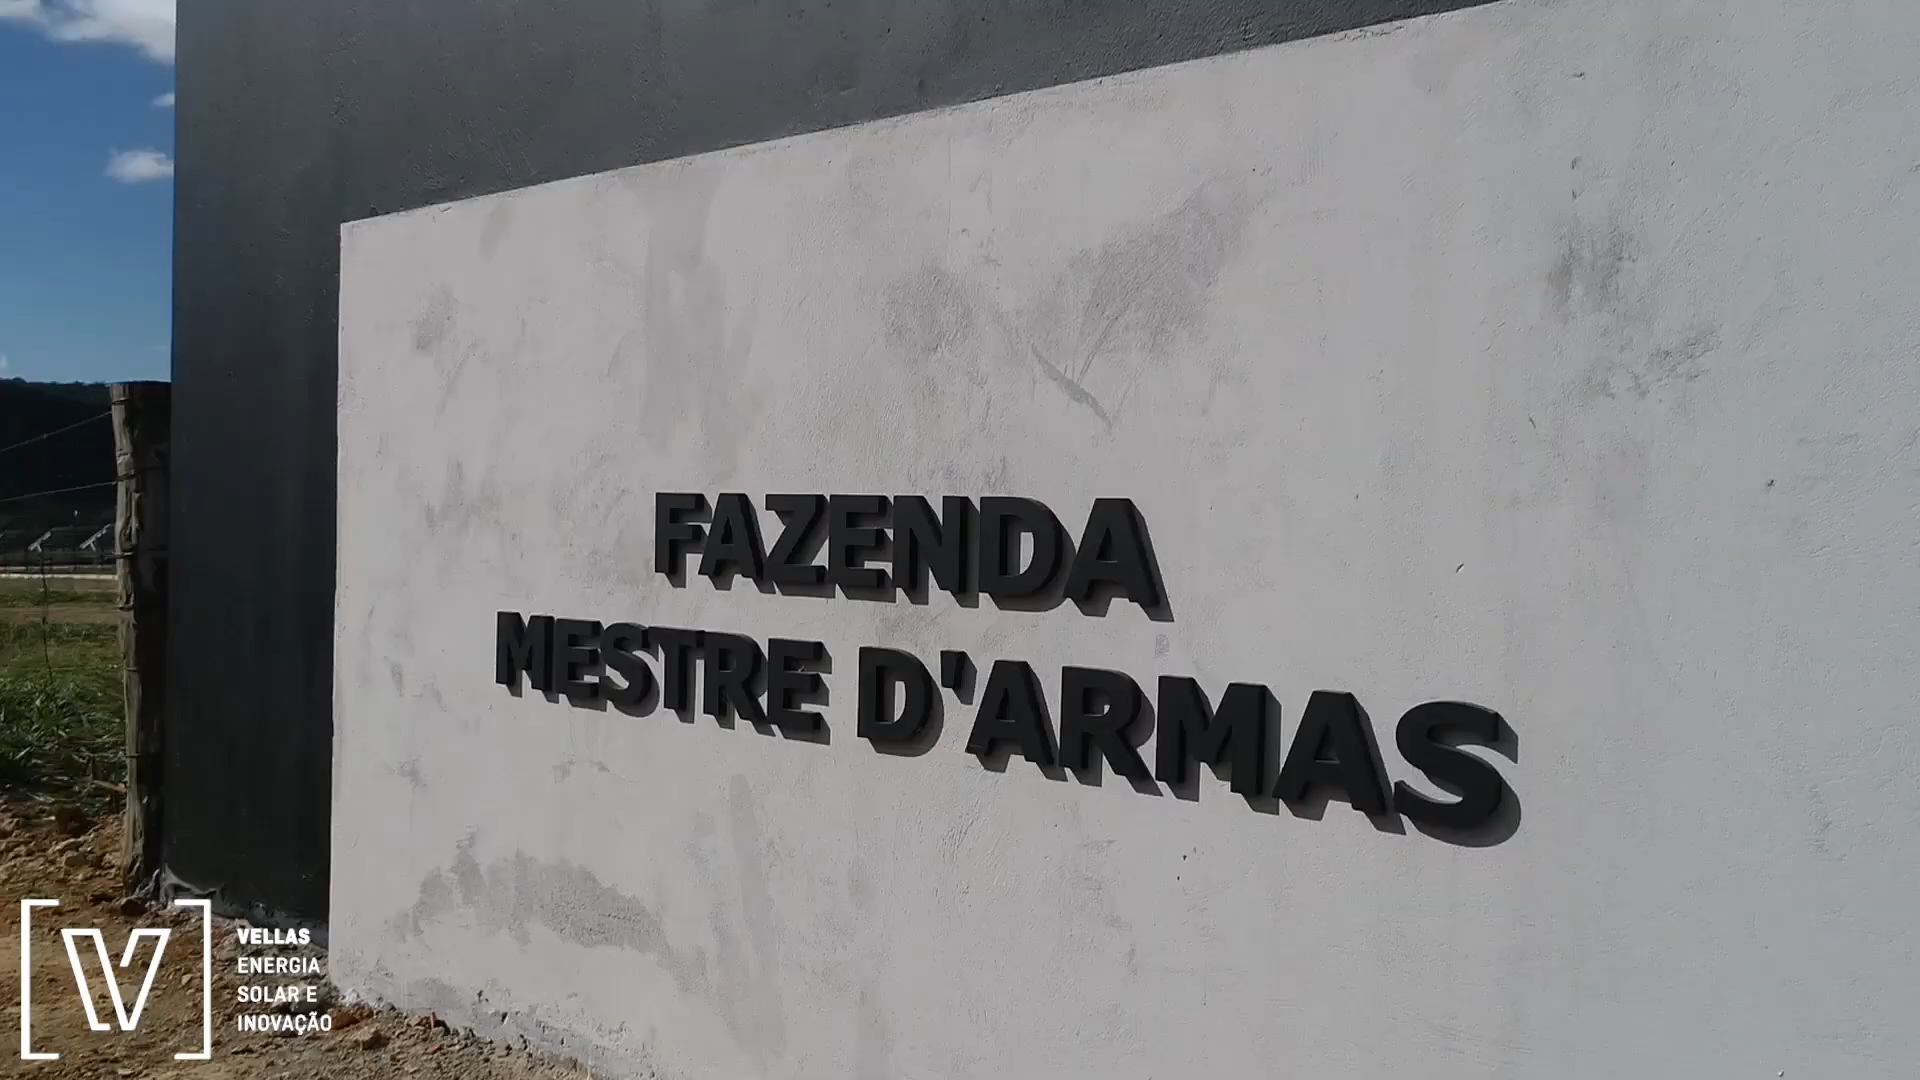 FAZENDA
MESTRE D'ARMAS
VELLAS
ENERGIA
SOLAR E
INOVAÇÃO